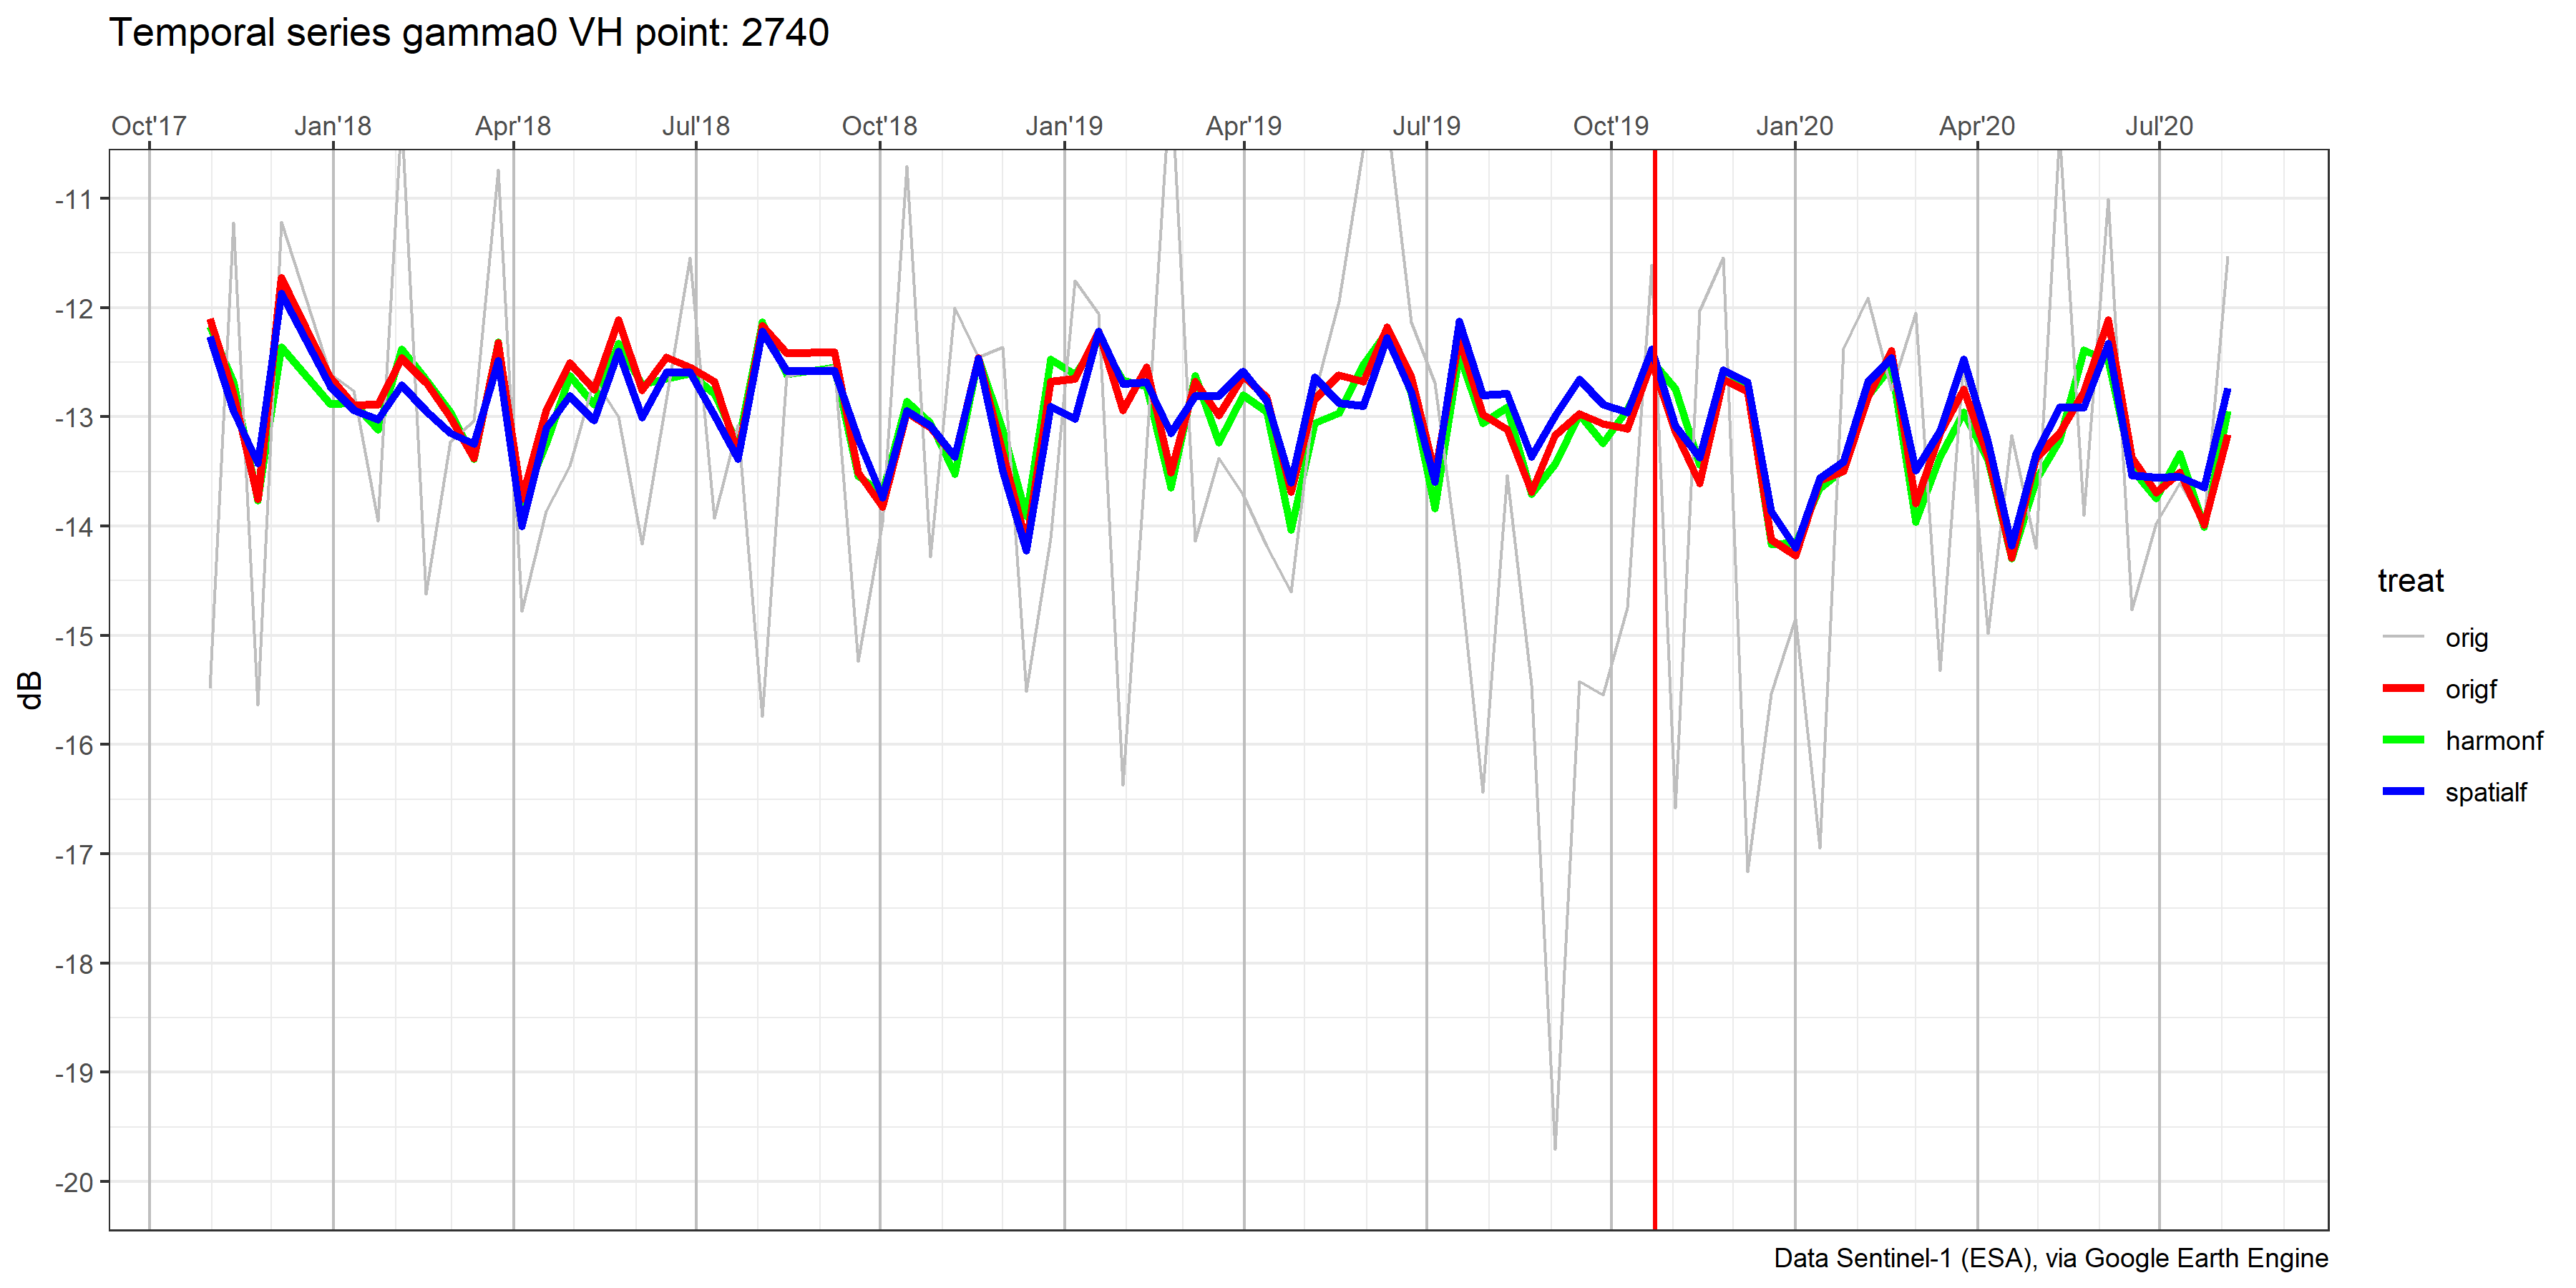 Temporal series gamma0 VH point: 2740
Oct'17 Jan'18 Apr'18 Jul'18 Oct'18 Jan'19 Apr'19 Jul'19 Oct'19 Jan'20 Apr'20 Jul'20
-11
-12
-13
-14
-15
-16
-17
-18
-19
-20
dB
treat
orig
origf
harmonf
spatialf
Data Sentinel-1 (ESA), via Google Earth Engine